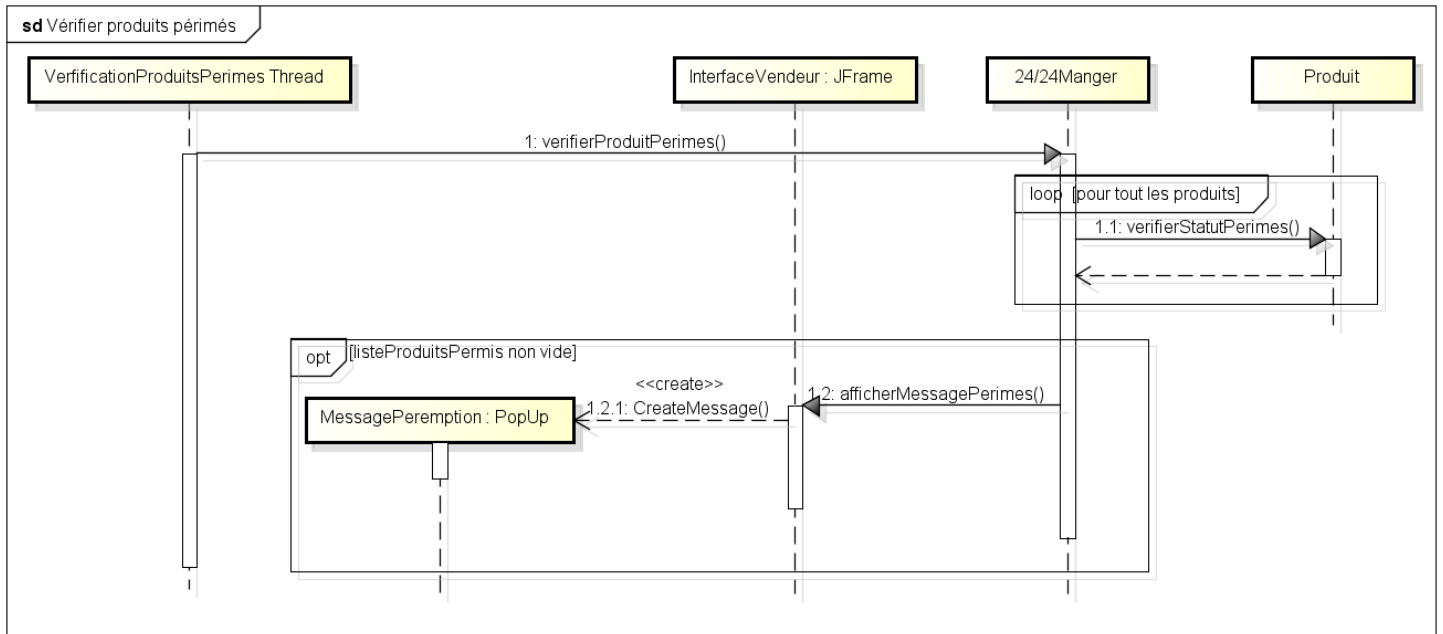 sd Vérifier produits périmés
VerfificationProduitsPerimes Thread
InterfaceVendeur : JFrame
24/24Manger
Produit
1: verifierProduitPerimes()
loop [pour tout les produits]
1.1: verifierStatutPerimes()
opt [listeProduitsPermis non vide]
<<create>>
1.2: afficherMessagePerimes()
1.2.1: CreateMessage()
MessagePeremption : PopUp